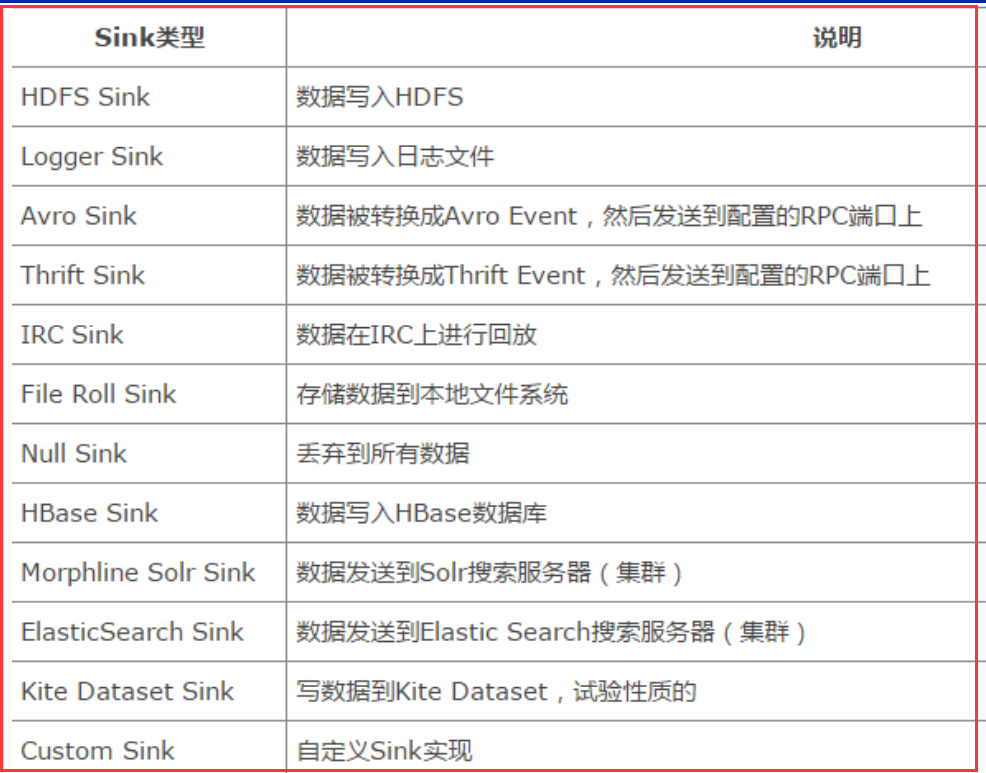 Sink类型 说明
HDFS Sink 数据写入HDFS
Logger Sink 数据写入日志文件
Avro Sink 数据被转换成Avro Event，然后发送到配置的RPC端口上
Thrift Sink 数据被转换成Thrift Event，然后发送到配置的RPC端口上
IRC Sink 数据在IRC上进行回放
File Roll Sink 存储数据到本地文件系统
Null Sink 丢弃到所有数据
HBase Sink 数据写入HBase数据库
Morphline Solr Sink 数据发送到Solr搜索服务器（集群）
ElasticSearch Sink 数据发送到Elastic Search搜索服务器（集群）
Kite Dataset Sink 写数据到Kite Dataset，试验性质的
Custom Sink 自定义Sink实现